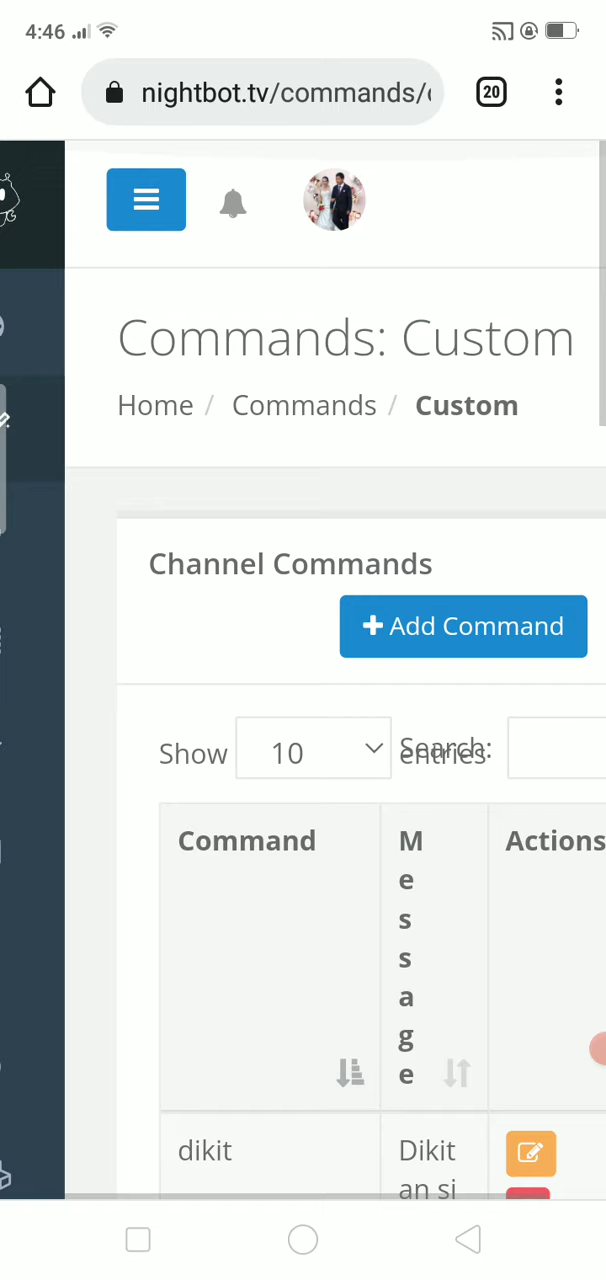 4:46
nightbot.tv/commands/
20
Commands: Custom
Home / Commands / Custom
Channel Commands
Add Command
Show 10 entries Search:
Command Message Actions
dikit Dikit
an si